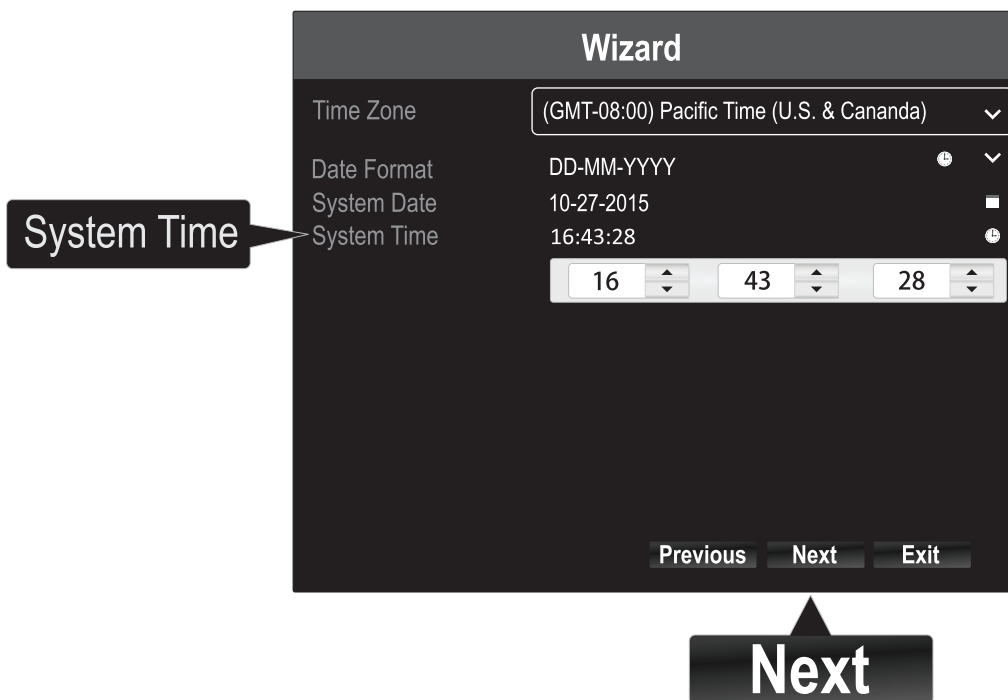 Wizard
Time Zone (GMT-08:00) Pacific Time (U.S. & Cananda)
Date Format DD-MM-YYYY
System Date 10-27-2015
System Time System Time 16:43:28
16 43 28
Previous Next Exit
Next